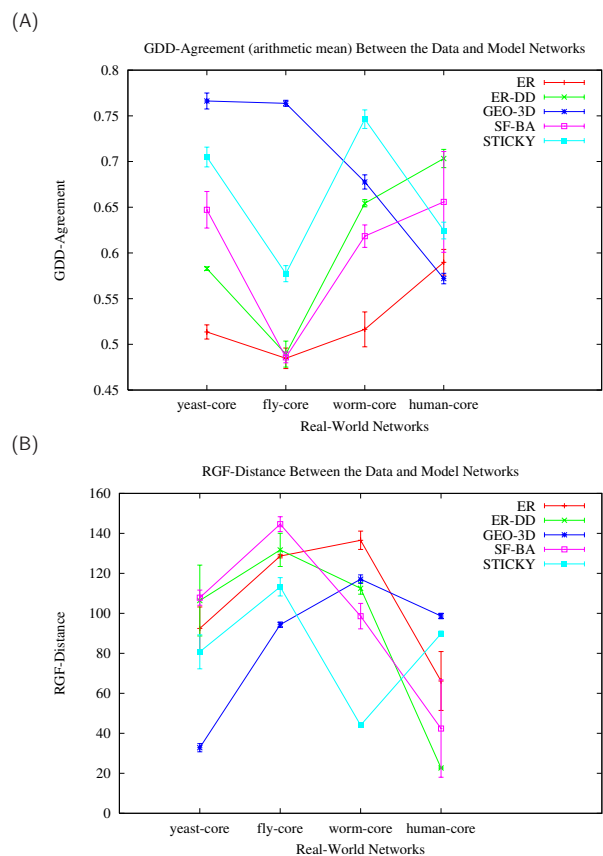 (A)
GDD-Agreement (arithmetic mean) Between the Data and Model Networks
0.8
0.75
0.7
0.65
0.6
0.55
0.5
0.45
GDD-Agreement
ER
ER-DD
GEO-3D
SF-BA
STICKY
yeast-core fly-core worm-core human-core
Real-World Networks
(B)
RGF-Distance Between the Data and Model Networks
160
140
120
100
80
60
40
20
0
RGF-Distance
ER
ER-DD
GEO-3D
SF-BA
STICKY
yeast-core fly-core worm-core human-core
Real-World Networks